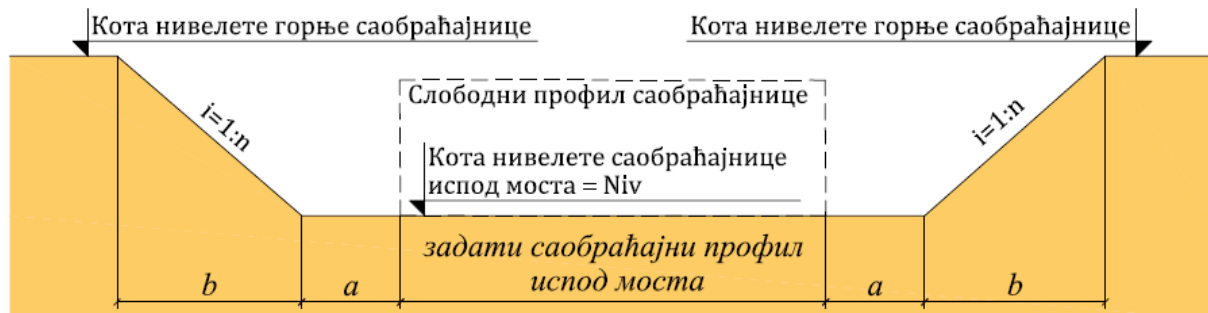 Кота нивелете горње саобраћајнице
Кота нивелете горње саобраћајнице
Слободни профил саобраћајнице
i=1:n
i=1:n
Кота нивелете саобраћајнице
испод моста = Niv
задати саобраћајни профил
испод моста
b
a
a
b